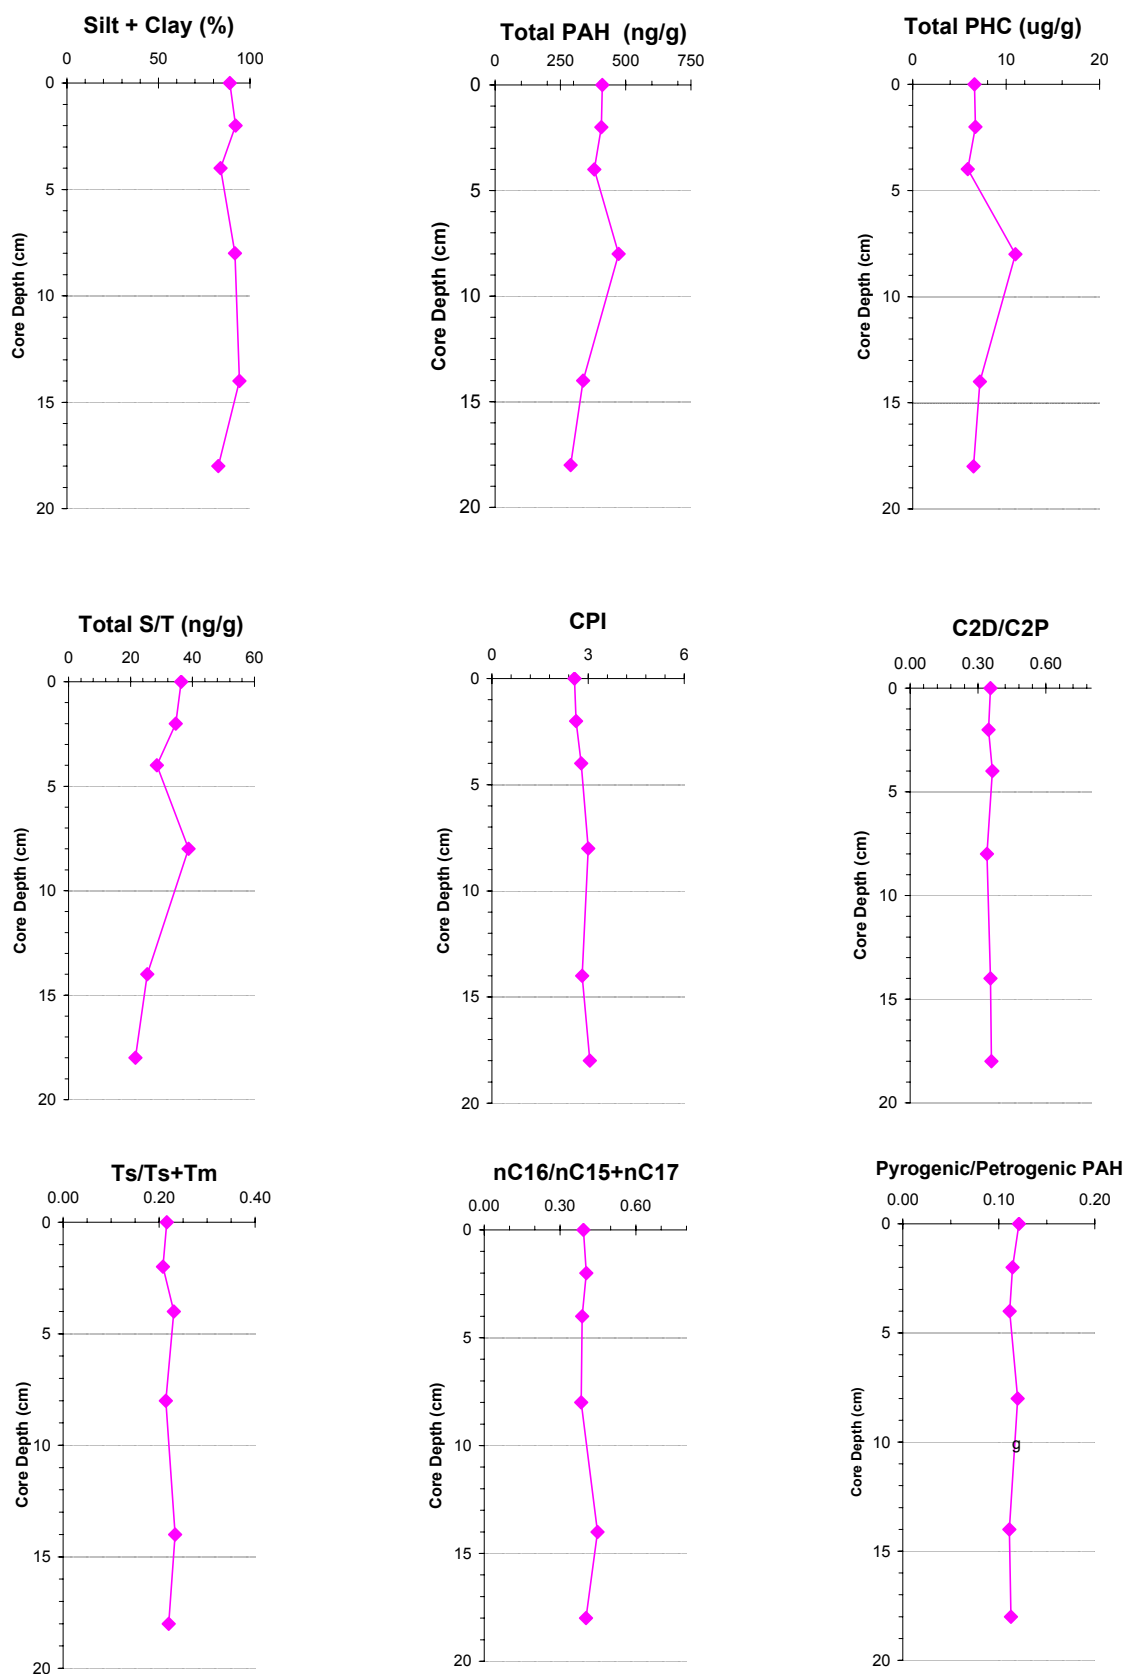 Silt + Clay (%)
0 50 100
0
5
10
15
20
Core Depth (cm)
Total PAH (ng/g)
0 250 500 750
0
5
10
15
20
Core Depth (cm)
Total PHC (ug/g)
0 10 20
0
5
10
15
20
Core Depth (cm)
Total S/T (ng/g)
0 20 40 60
0
5
10
15
20
Core Depth (cm)
CPI
0 3 6
0
5
10
15
20
Core Depth (cm)
C2D/C2P
0.00 0.30 0.60
0
5
10
15
20
Core Depth (cm)
Ts/Ts+Tm
0.00 0.20 0.40
0
5
10
15
20
Core Depth (cm)
nC16/nC15+nC17
0.00 0.30 0.60
0
5
10
15
20
Core Depth (cm)
Pyrogenic/Petrogenic PAH
0.00 0.10 0.20
0
5
10
15
20
Core Depth (cm)
g